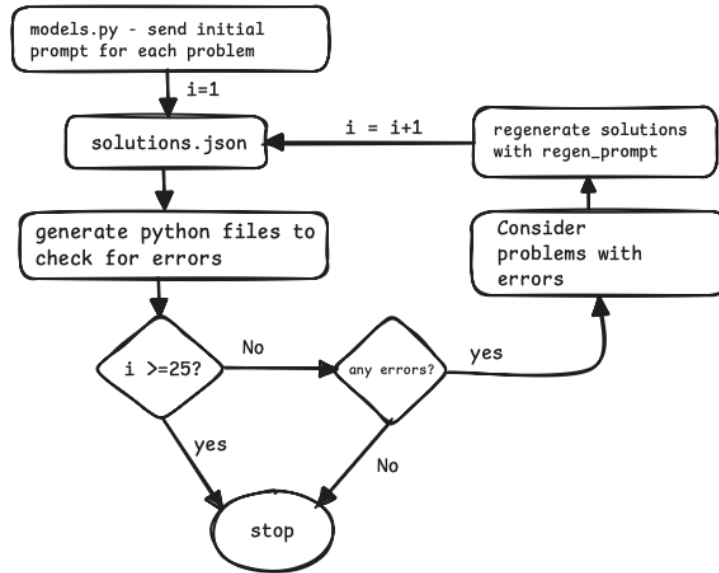 models.py - send initial
prompt for each problem
i=1
solutions.json
i = i+1
regenerate solutions
with regen_prompt
generate python files to
check for errors
Consider
problems with
errors
i >=25?
No
any errors?
yes
yes
No
stop